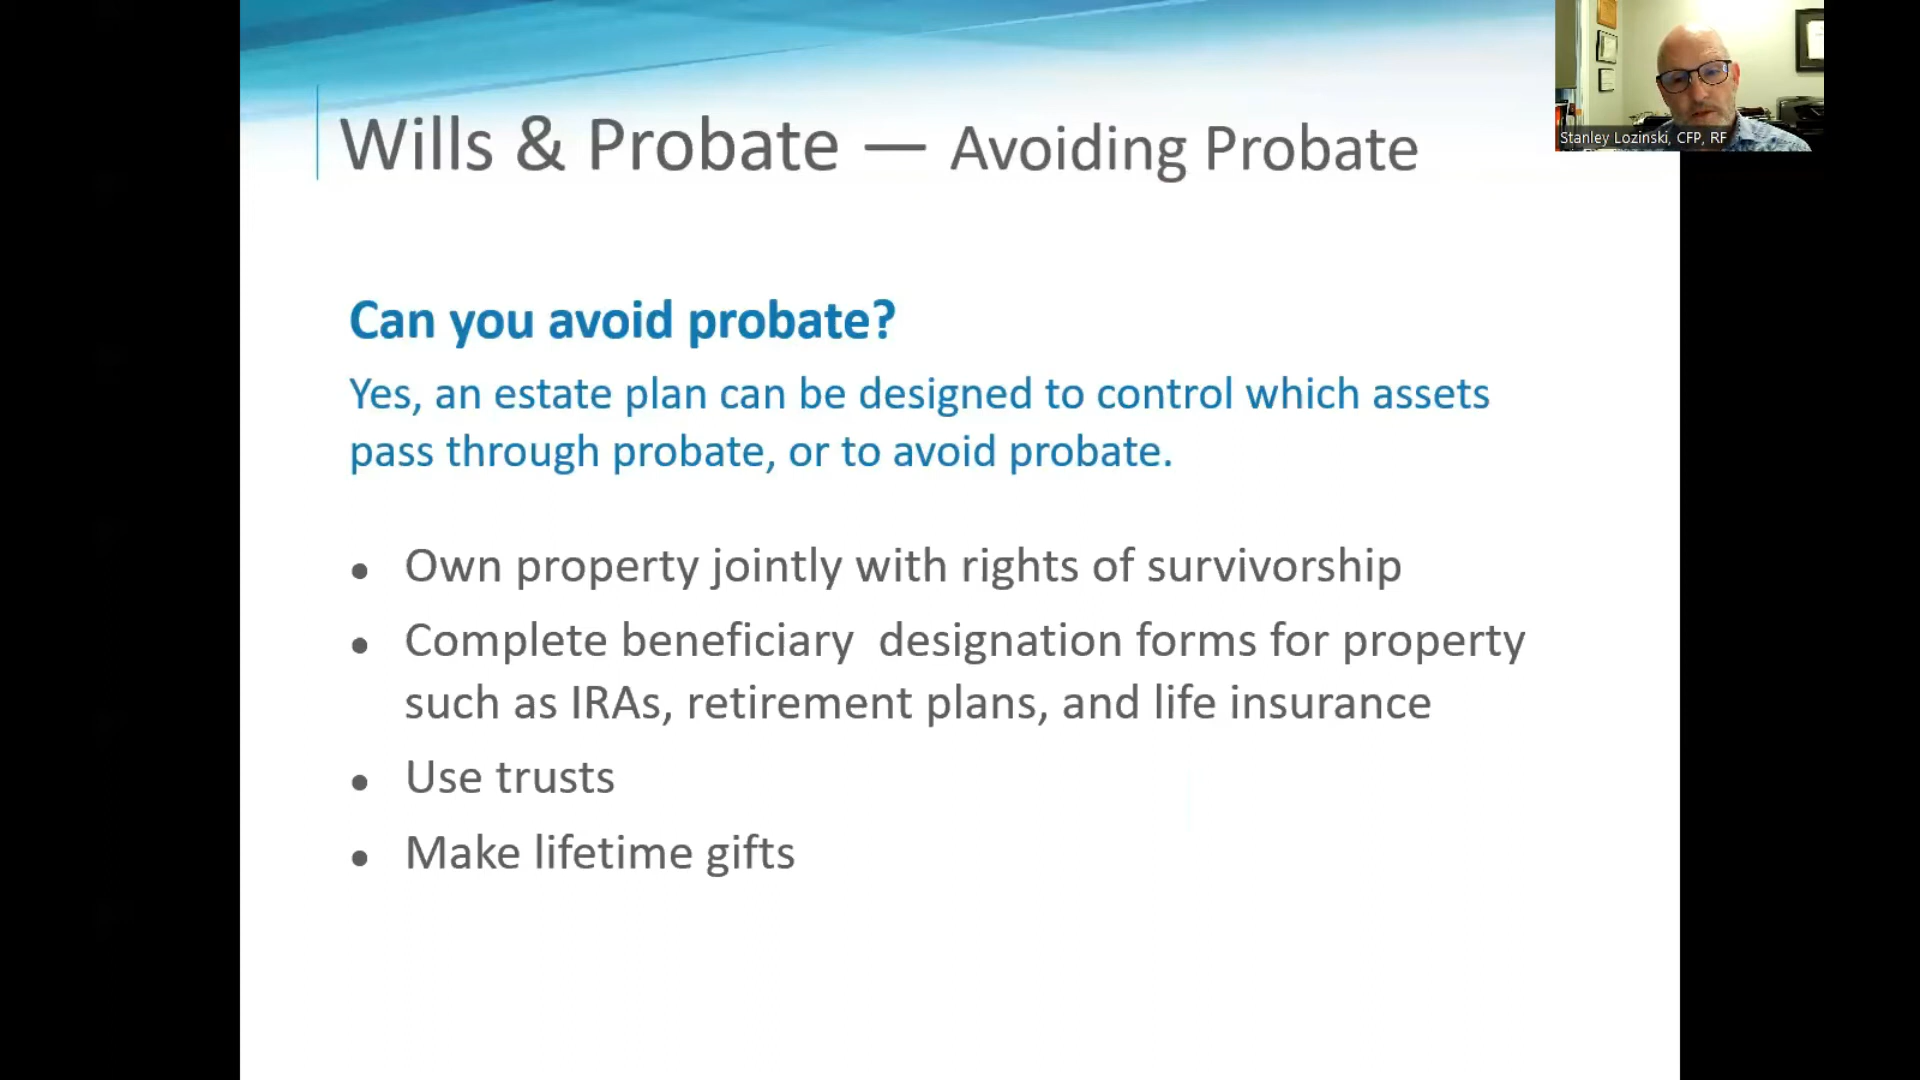 Wills & Probate — Avoiding Probate
Stanley Lozinski, CFP, RF
Can you avoid probate?
Yes, an estate plan can be designed to control which assets
pass through probate, or to avoid probate.
• Own property jointly with rights of survivorship
• Complete beneficiary designation forms for property
such as IRAs, retirement plans, and life insurance
• Use trusts
• Make lifetime gifts